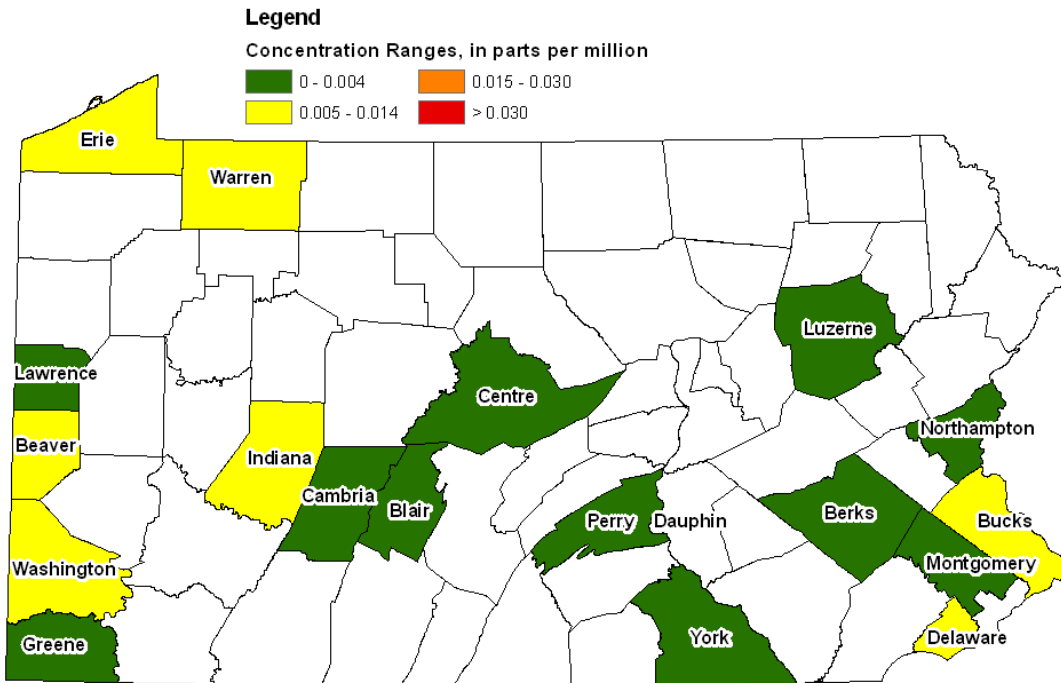 Legend
Concentration Ranges, in parts per million
0 - 0.004 0.015 - 0.030
0.005 - 0.014 > 0.030
Erie
Warren
Luzerne
Lawrence
Centre
Northampton
Beaver
Indiana
Cambria
Blair
Perry
Dauphin
Berks
Bucks
Washington
Montgomery
Greene
York
Delaware